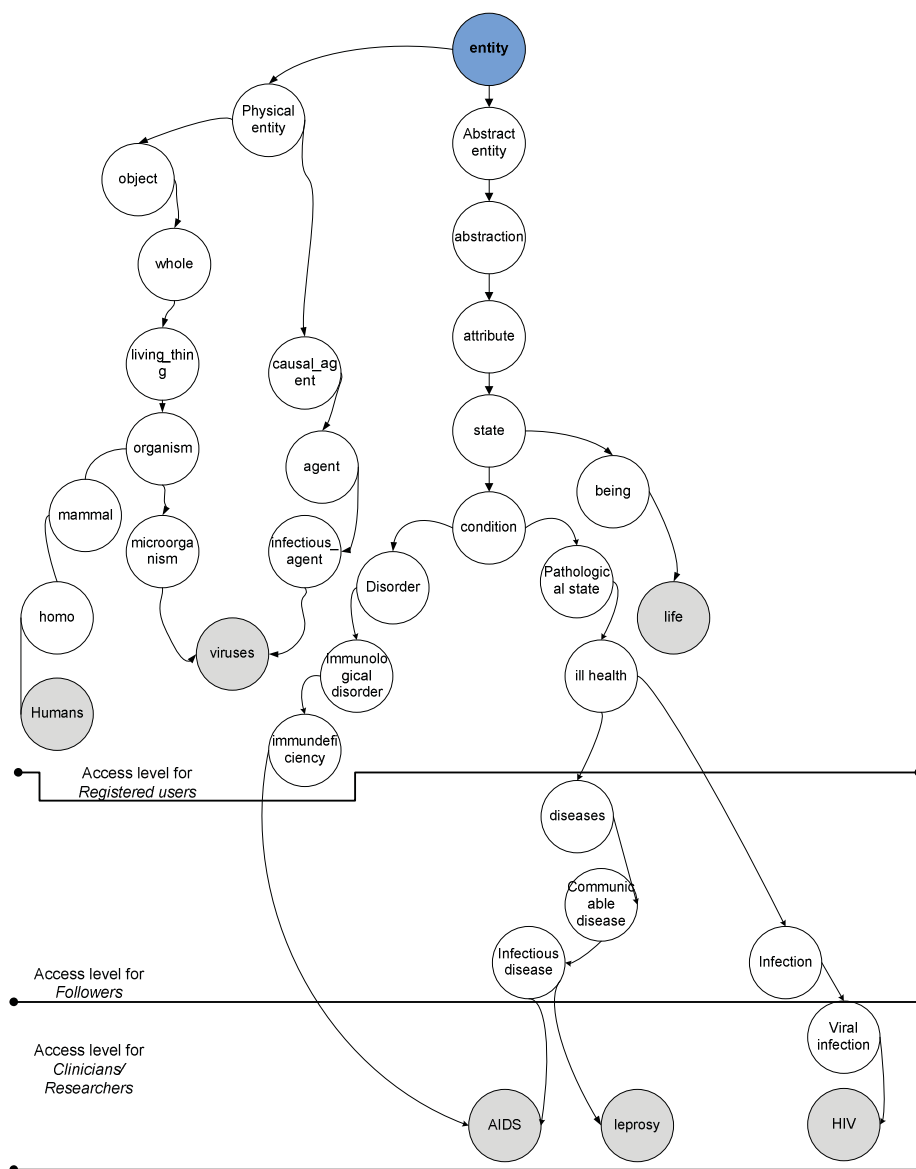 entity
Physical
entity
Abstract
entity
object
abstraction
whole
attribute
living_thin
g
causal_ag
ent
state
organism
agent
being
mammal
condition
microorga
nism
infectious_
agent
Disorder
Pathologic
al state
homo
life
viruses
immunolo
gical
disorder
ill health
Humans
immundefi
ciency
Access level for
Registered users
diseases
Communic
able
disease
Infectious
disease
Infection
Access level for
Followers
Viral
infection
Access level for
Clinicians/
Researchers
AIDS
leprosy
HIV